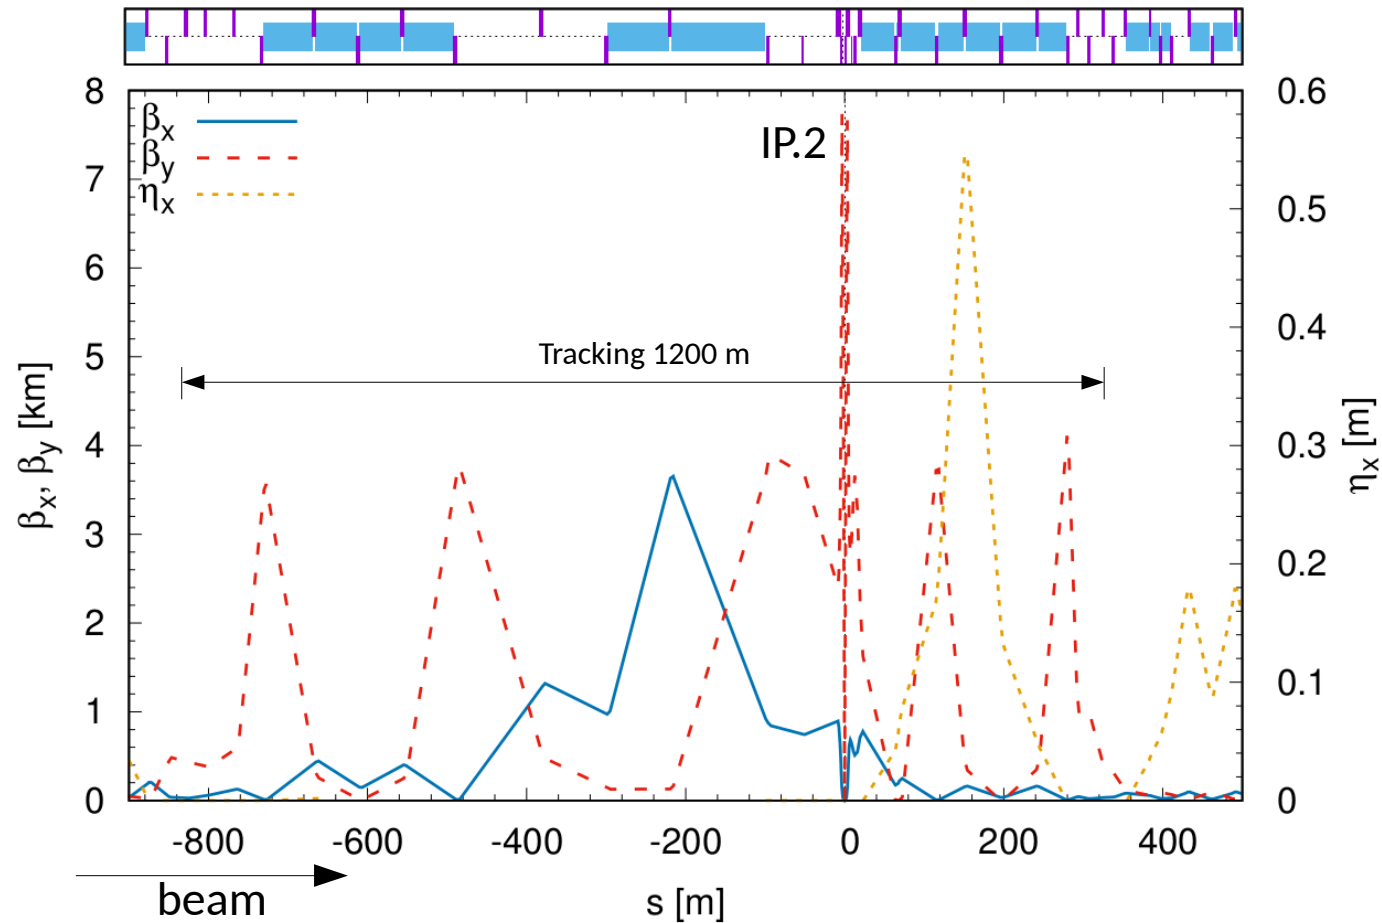 βx
βy
ηx
IP.2
Tracking 1200 m
8
7
6
5
4
3
2
1
0
βx, βy [km]
0.6
0.5
0.4
0.3
0.2
0.1
0
ηx [m]
-800 -600 -400 -200 0 200 400
s [m]
beam